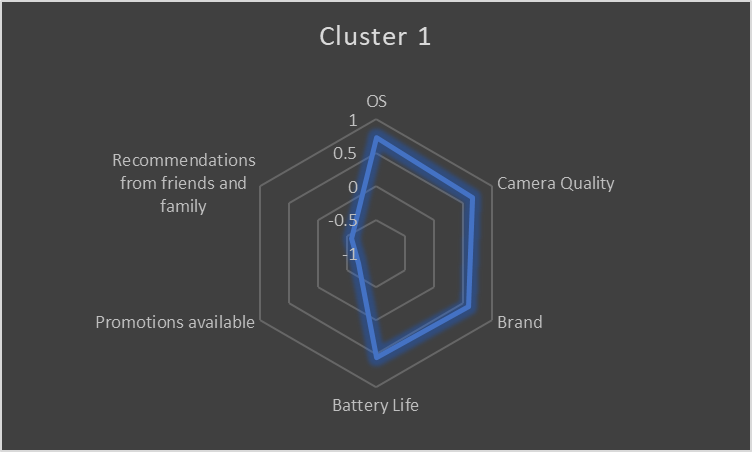 Cluster 1
OS
1
0.5
0
-0.5
-1
Camera Quality
Brand
Battery Life
Promotions available
Recommendations
from friends and
family